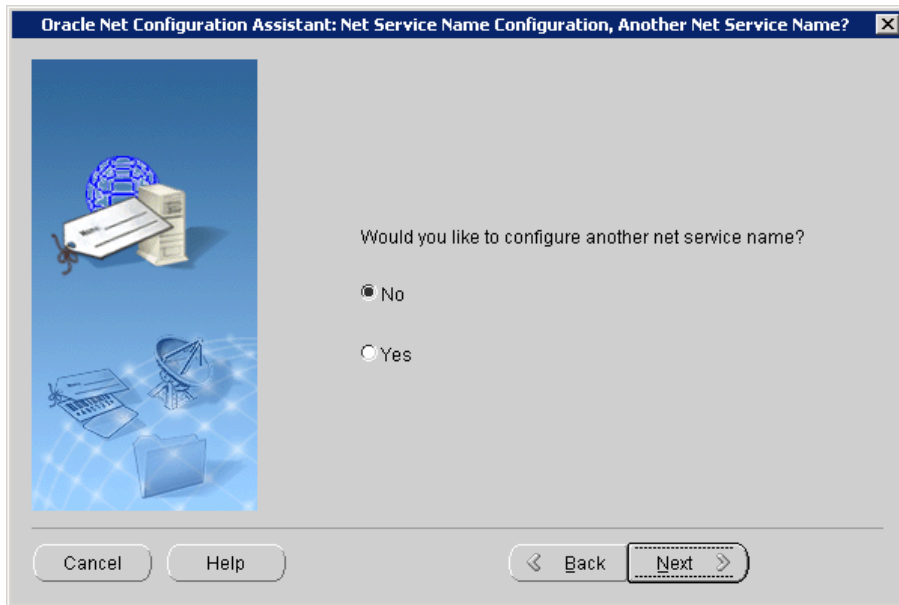 Oracle Net Configuration Assistant: Net Service Name Configuration, Another Net Service Name?
Would you like to configure another net service name?
No
Yes
Cancel
Help
Back
Next